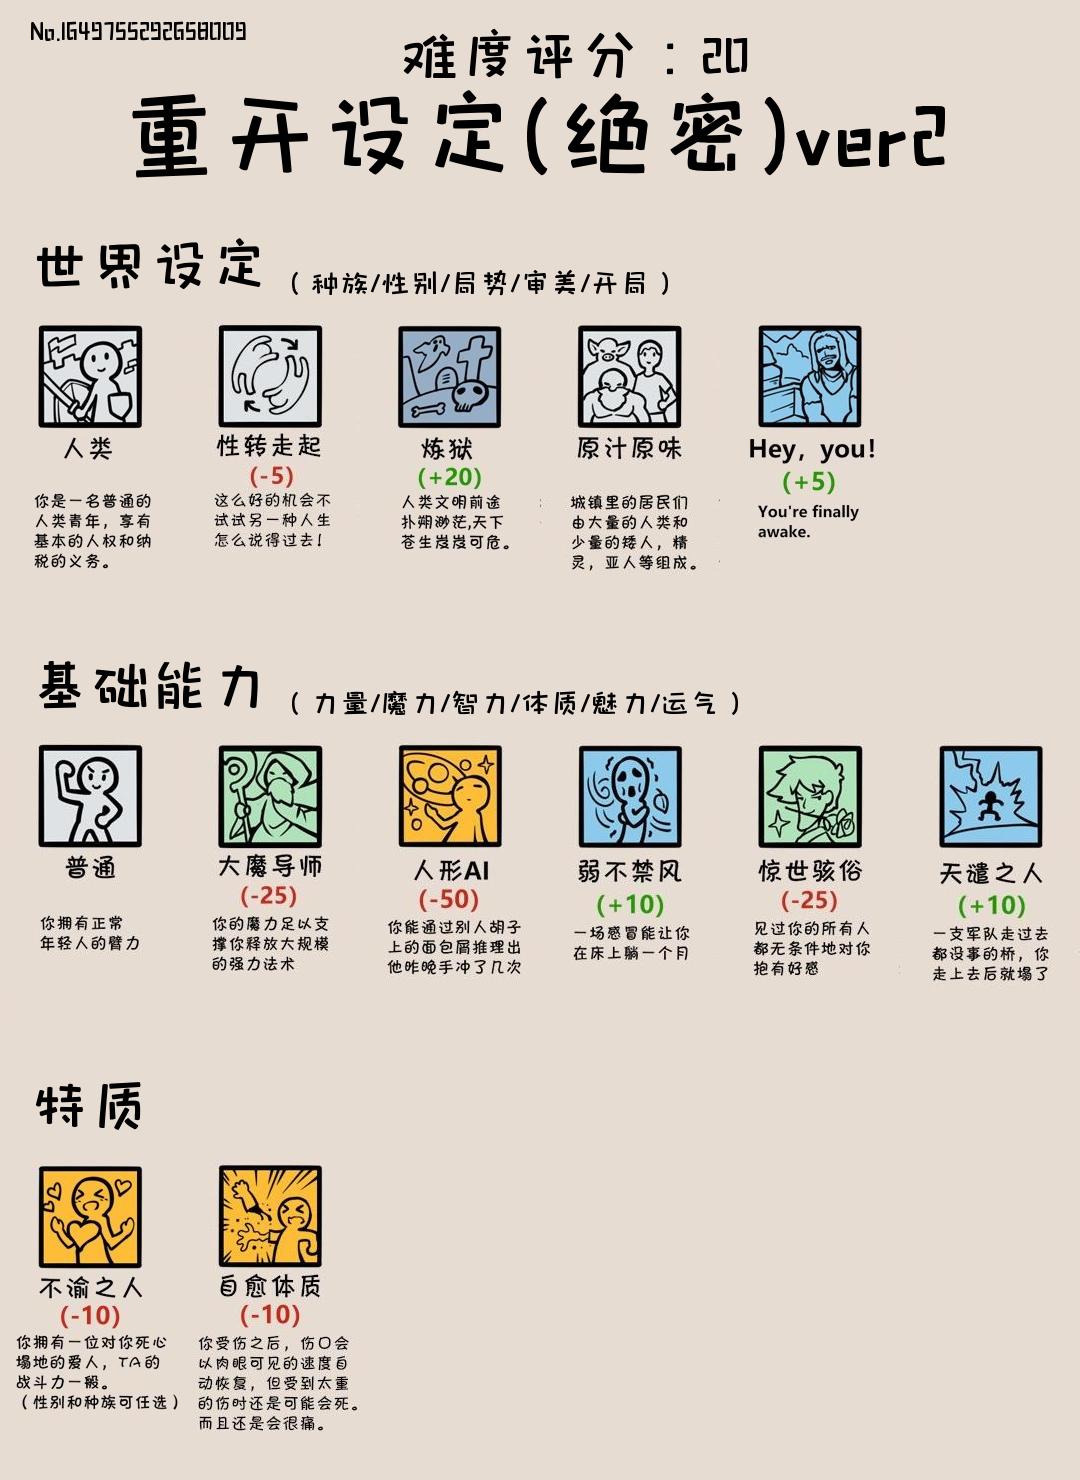 No.1649755292658009
难度评分：20
重开设定(绝密)ver2
世界设定（种族/性别/局势/审美/开局）
人类
你是一名普通的
人类青年，享有
基本的人权和纳
税的义务。
性转走起
(-5)
这么好的机会不
试试另一种人生
怎么说得过去！
炼狱
(+20)
人类文明前途
扑朔渺茫,天下
苍生岌岌可危。
原汁原味
城镇里的居民们
由大量的人类和
少量的矮人，精
灵，亚人等组成。
Hey, you!
(+5)
You're finally
awake.
基础能力（力量/魔力/智力/体质/魅力/运气）
普通
你拥有正常
年轻人的臂力
大魔导师
(-25)
你的魔力足以支
撑你释放大规模
的强力法术
人形AI
(-50)
你能通过别人胡子
上的面包屑推理出
他昨晚手冲了几次
弱不禁风
(+10)
一场感冒能让你
在床上躺一个月
惊世骇俗
(-25)
见过你的所有人
都无条件地对你
抱有好感
天谴之人
(+10)
一支军队走过去
都没事的桥，你
走上去后就塌了
特质
不渝之人
(-10)
你拥有一位对你死心
塌地的爱人，TA的
战斗力一般。
（性别和种族可任选）
自愈体质
(-10)
你受伤之后，伤口会
以肉眼可见的速度自
动恢复，但受到太重
的伤时还是可能会死。
而且还是会很痛。